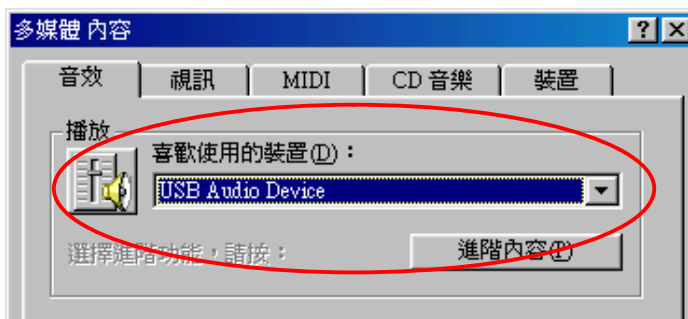 多媒體 內容
音效 視訊 MIDI CD 音樂 裝置
播放
喜歡使用的裝置(D)：
USB Audio Device
選擇進階功能，請按： 進階內容(P)